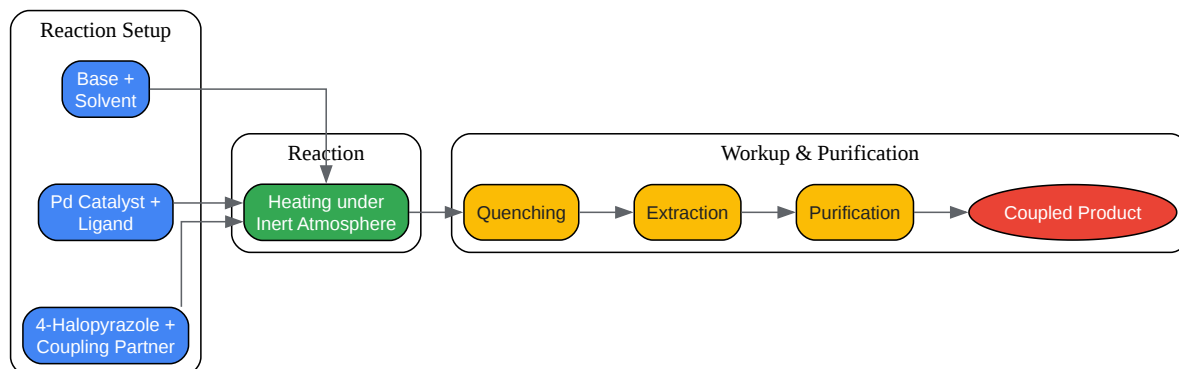 Reaction Setup
Base +
Solvent
Pd Catalyst +
Ligand
4-Halopyrazole +
Coupling Partner
Reaction
Heating under
Inert Atmosphere
Workup & Purification
Quenching
Extraction
Purification
Coupled Product